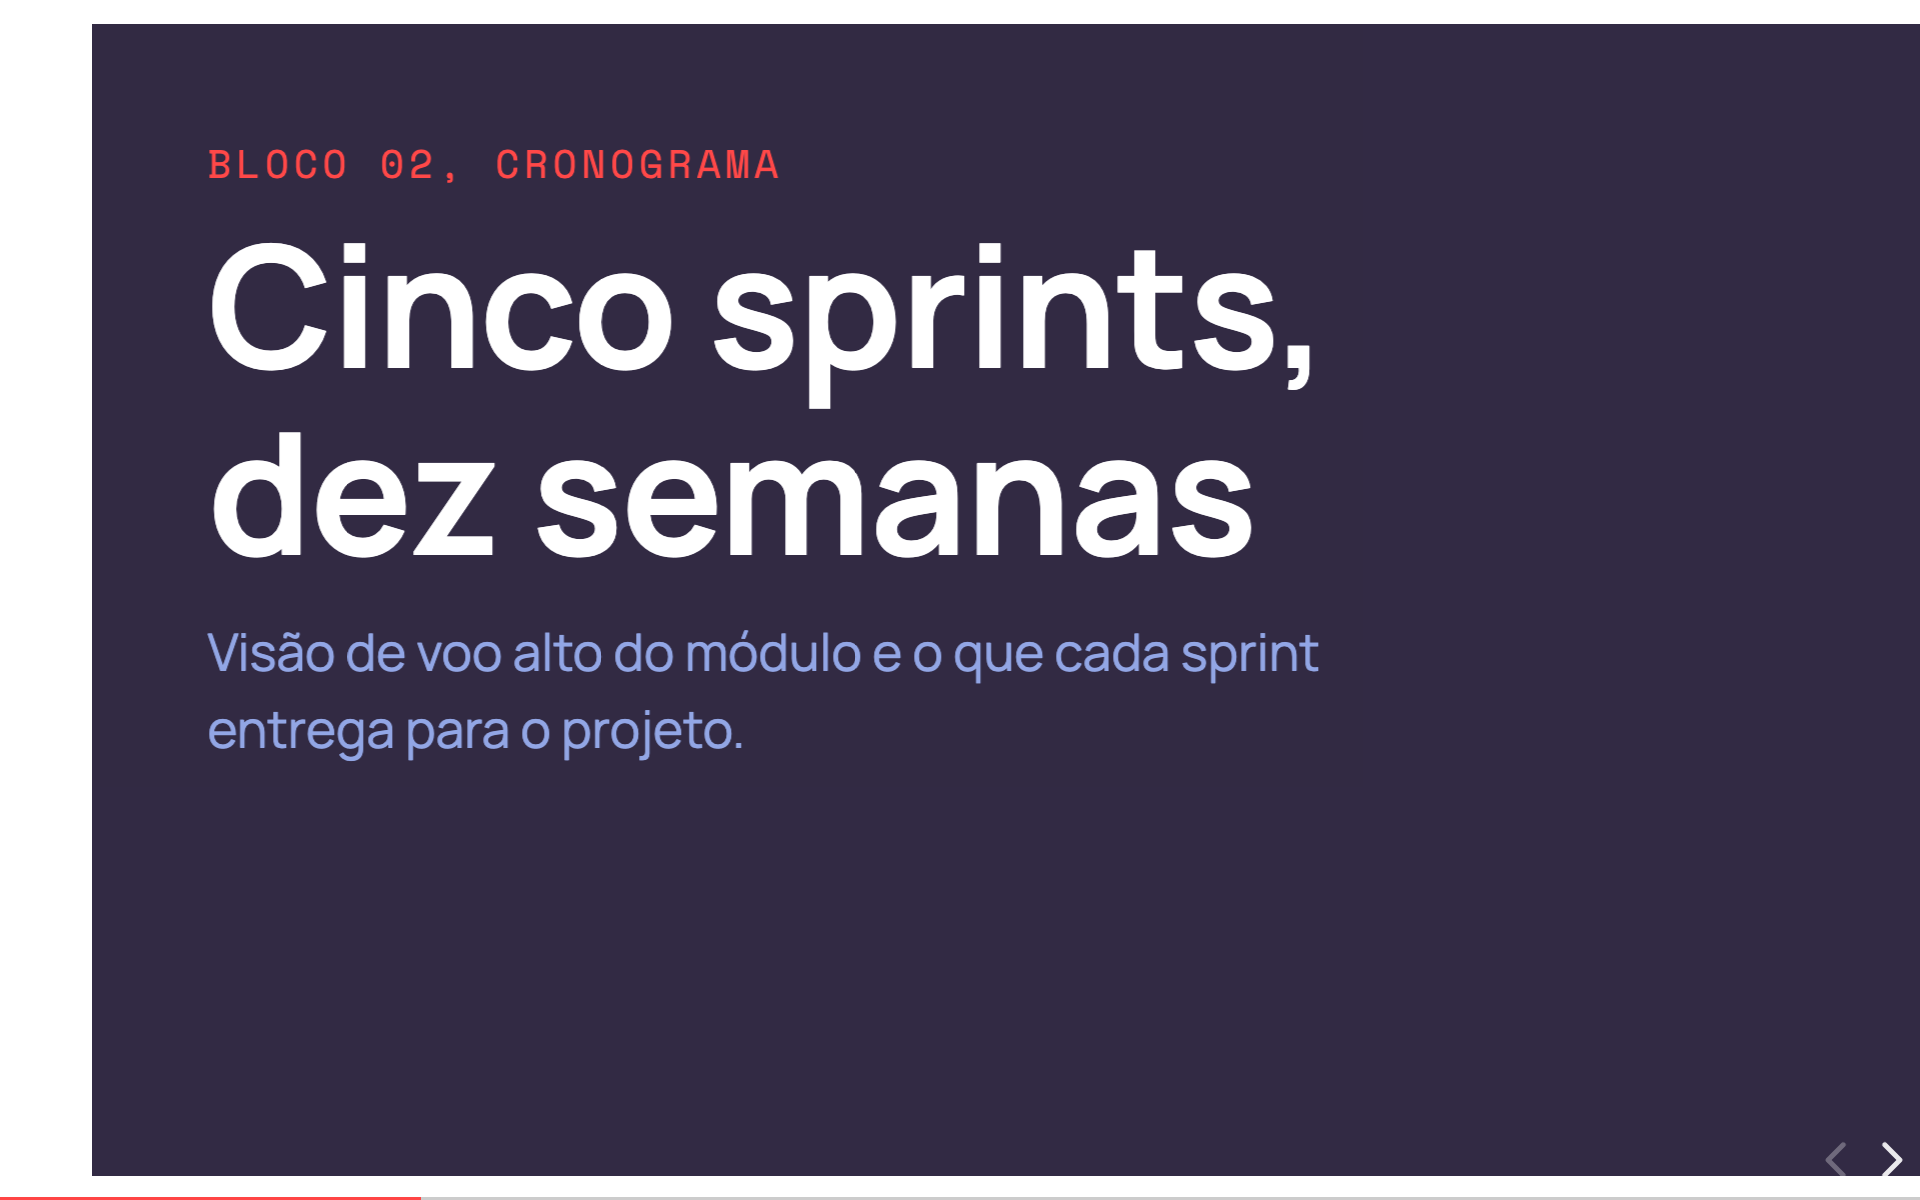 BLOCO 02, CRONOGRAMA
Cinco sprints,
dez semanas
Visão de voo alto do módulo e o que cada sprint
entrega para o projeto.